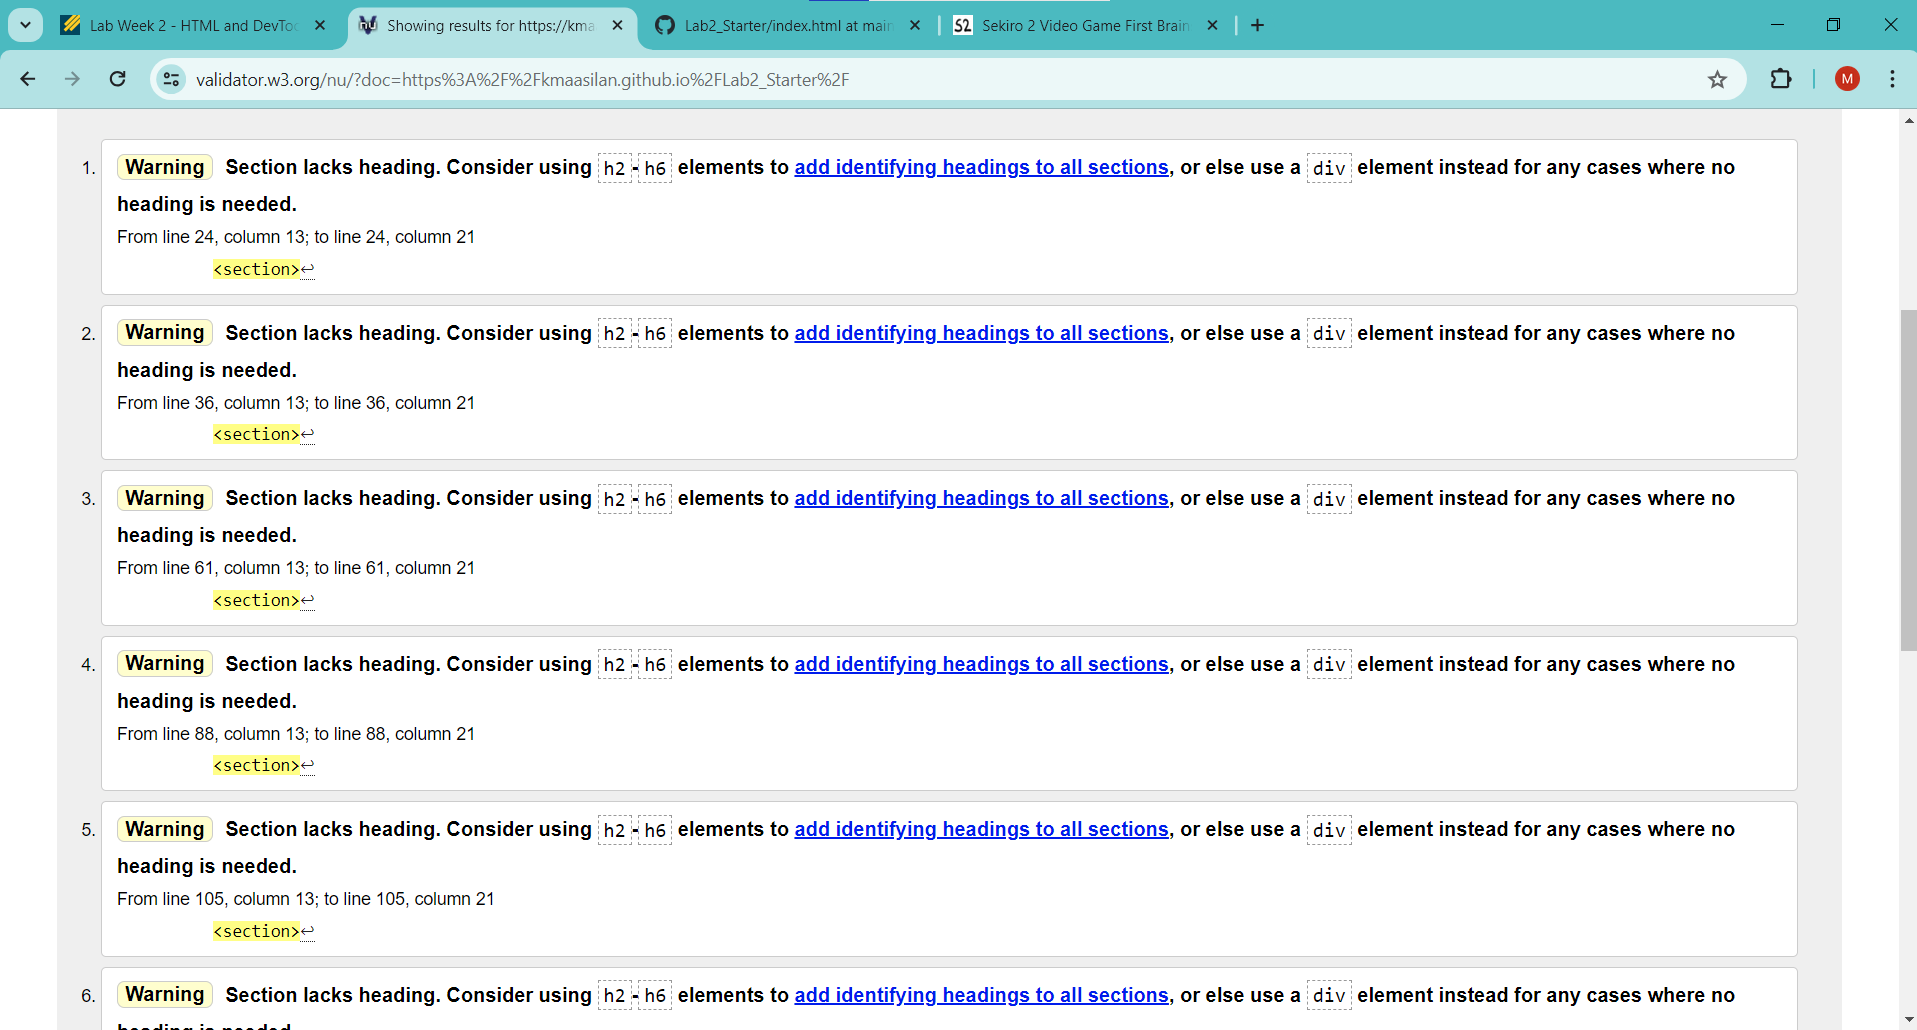 Lab Week 2 - HTML and DevToo
Showing results for https://kmaa
Lab2_Starter/index.html at main
S2 Sekiro 2 Video Game First Brain
validator.w3.org/nu/?doc=https%3A%2F%2Fkmaasilan.github.io%2FLab2_Starter%2F
M
1. Warning Section lacks heading. Consider using h2-h6 elements to add identifying headings to all sections, or else use a div element instead for any cases where no
heading is needed.
From line 24, column 13; to line 24, column 21
<section>↩
2. Warning Section lacks heading. Consider using h2-h6 elements to add identifying headings to all sections, or else use a div element instead for any cases where no
heading is needed.
From line 36, column 13; to line 36, column 21
<section>↩
3. Warning Section lacks heading. Consider using h2-h6 elements to add identifying headings to all sections, or else use a div element instead for any cases where no
heading is needed.
From line 61, column 13; to line 61, column 21
<section>↩
4. Warning Section lacks heading. Consider using h2-h6 elements to add identifying headings to all sections, or else use a div element instead for any cases where no
heading is needed.
From line 88, column 13; to line 88, column 21
<section>↩
5. Warning Section lacks heading. Consider using h2-h6 elements to add identifying headings to all sections, or else use a div element instead for any cases where no
heading is needed.
From line 105, column 13; to line 105, column 21
<section>↩
6. Warning Section lacks heading. Consider using h2-h6 elements to add identifying headings to all sections, or else use a div element instead for any cases where no
heading is needed.